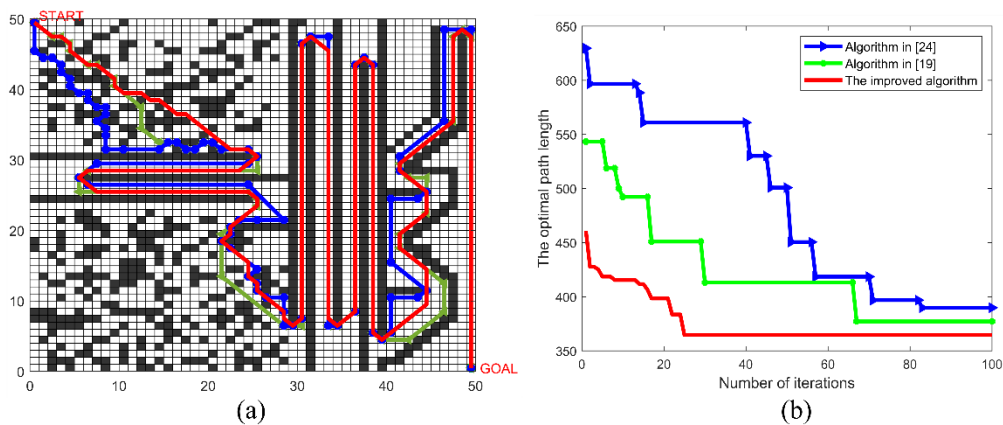 START
50
40
30
20
10
0
0
10
20
30
40
50
GOAL
(a)
650
600
550
500
450
400
350
The optimal path length
Algorithm in [24]
Algorithm in [19]
The improved algorithm
0
20
40
60
80
100
Number of iterations
(b)